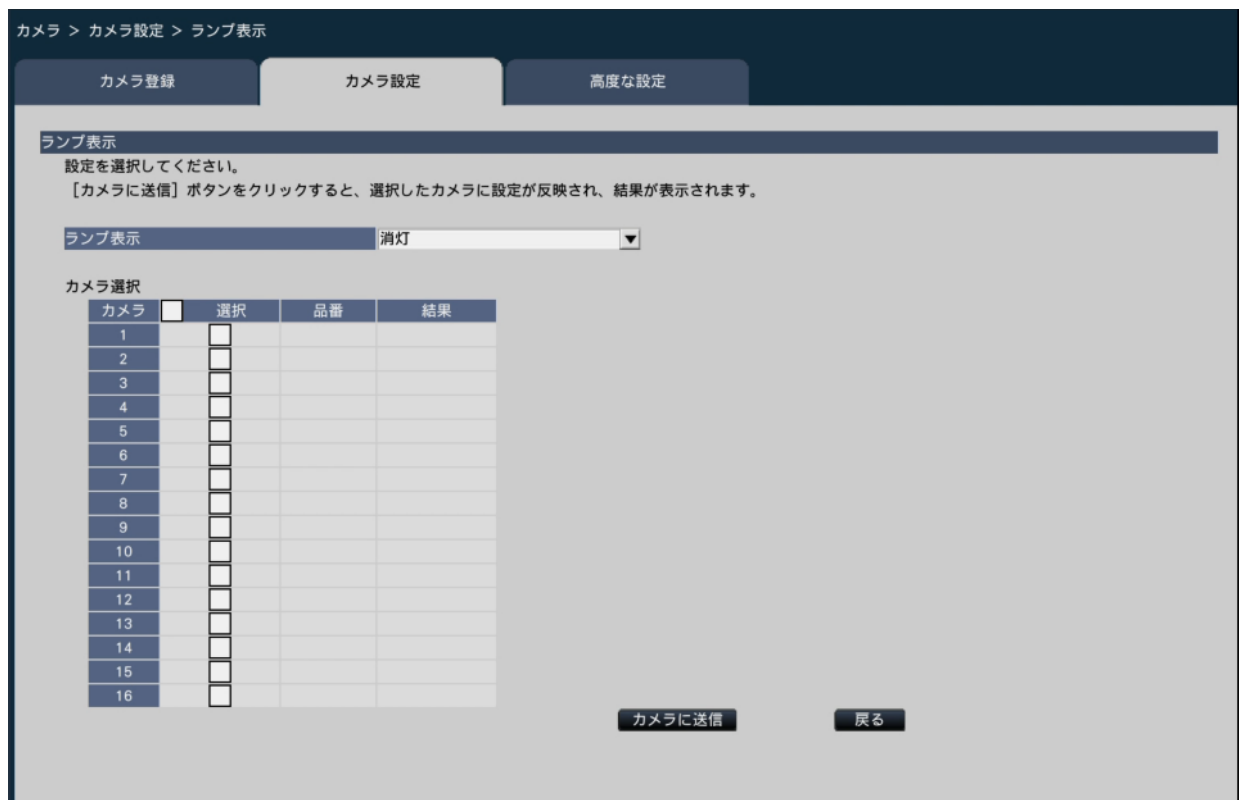 カメラ > カメラ設定 > ランプ表示
カメラ登録 カメラ設定 高度な設定
ランプ表示
設定を選択してください。
［カメラに送信］ボタンをクリックすると、選択したカメラに設定が反映され、結果が表示されます。
ランプ表示 消灯
カメラ選択
カメラ 選択 品番 結果
1
2
3
4
5
6
7
8
9
10
11
12
13
14
15
16
カメラに送信 戻る